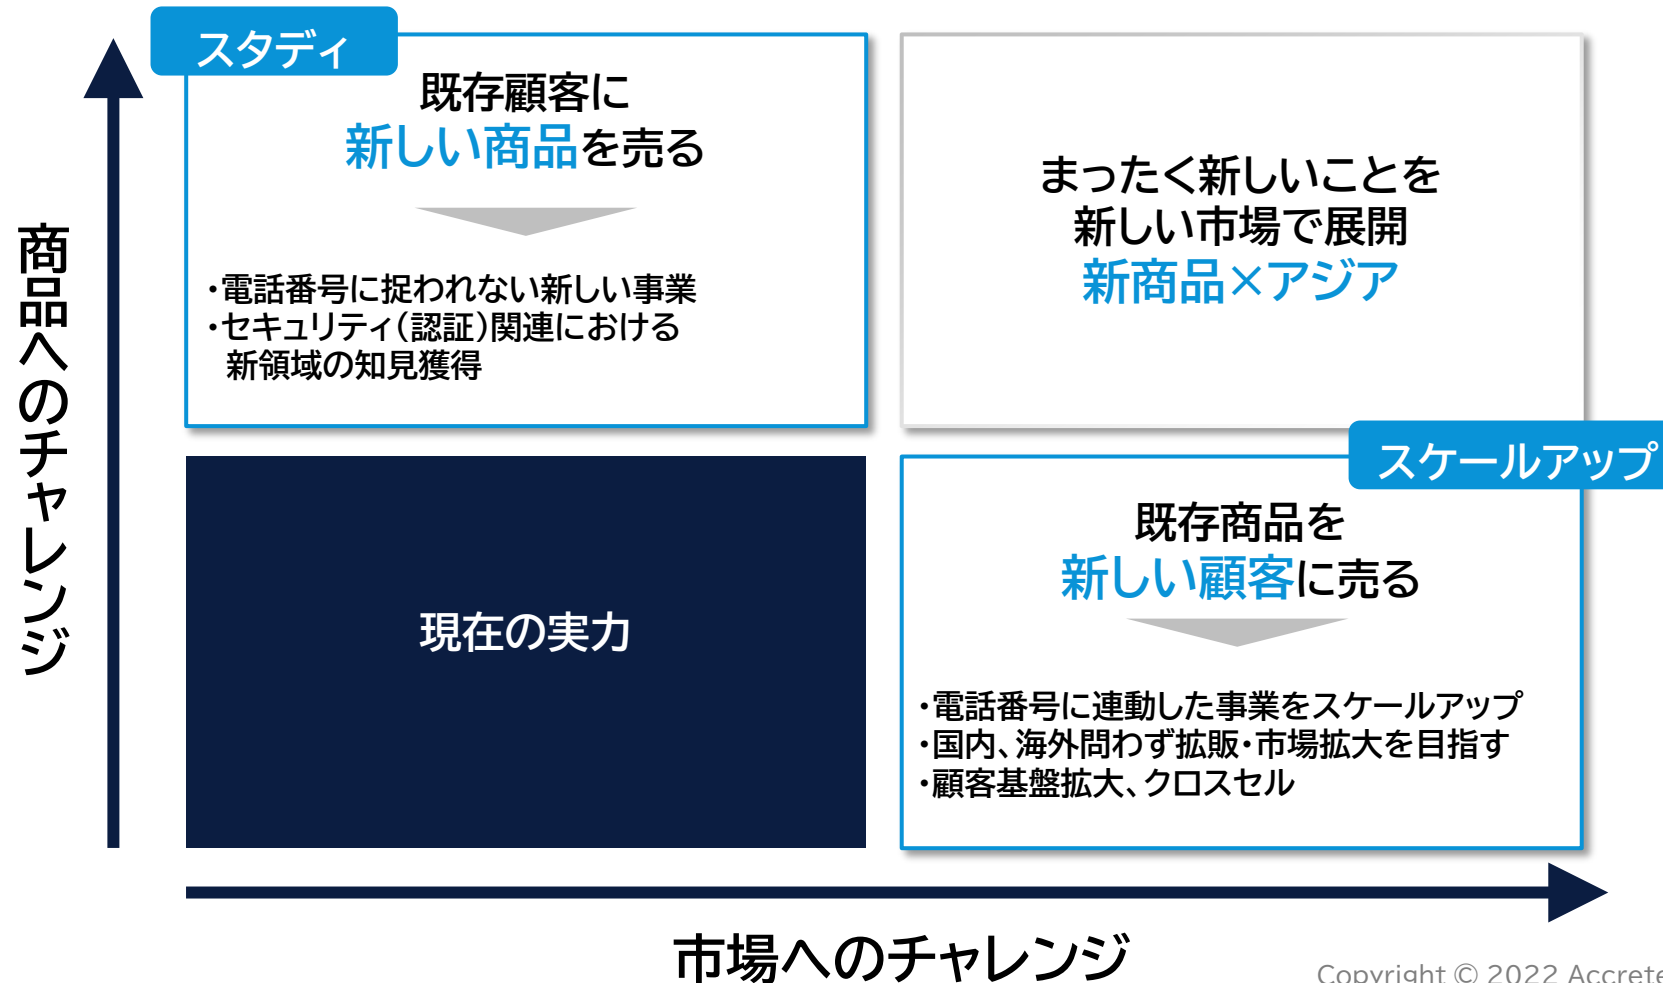 スタディ
既存顧客に
新しい商品を売る
・電話番号に捉われない新しい事業
・セキュリティ(認証)関連における
新領域の知見獲得
まったく新しいことを
新しい市場で展開
新商品×アジア
商品へのチャレンジ
現在の実力
スケールアップ
既存商品を
新しい顧客に売る
・電話番号に連動した事業をスケールアップ
・国内、海外問わず拡販・市場拡大を目指す
・顧客基盤拡大、クロスセル
市場へのチャレンジ
Copyright © 2022 Accrete